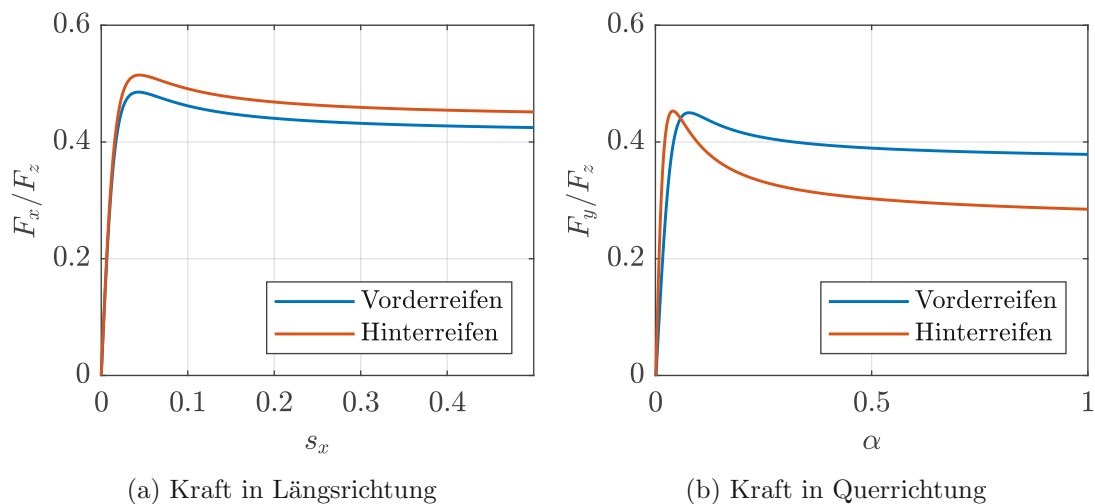 0.6
0.4
0.2
0
F_x/F_z
Vorderreifen
Hinterreifen
0 0.1 0.2 0.3 0.4
s_x
(a) Kraft in Längsrichtung
0.6
0.4
0.2
0
F_y/F_z
Vorderreifen
Hinterreifen
0 0.5 1
α
(b) Kraft in Querrichtung